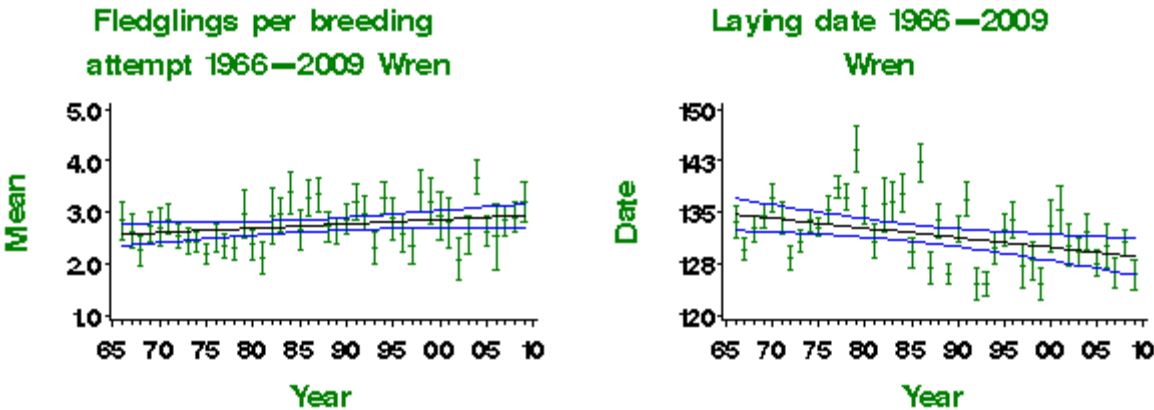 Fledglings per breeding
attempt 1966—2009 Wren
5.0
4.0
3.0
2.0
1.0
Mean
65 70 75 80 85 90 95 00 05 10
Year
Laying date 1966—2009
Wren
150
143
135
128
120
Date
65 70 75 80 85 90 95 00 05 10
Year